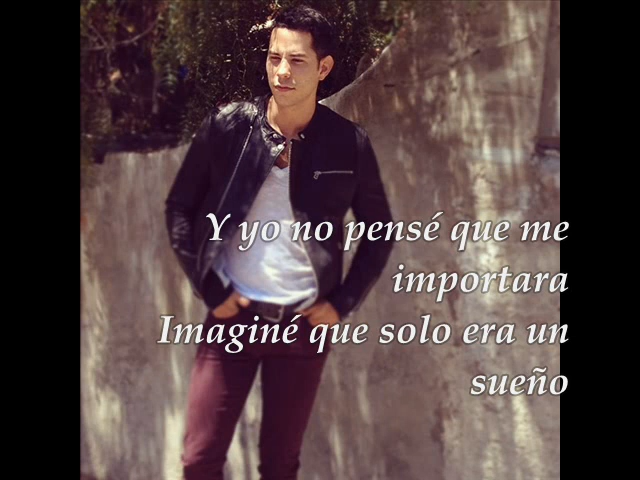 Y yo no pensé que me
importara
Imaginé que solo era un
sueño